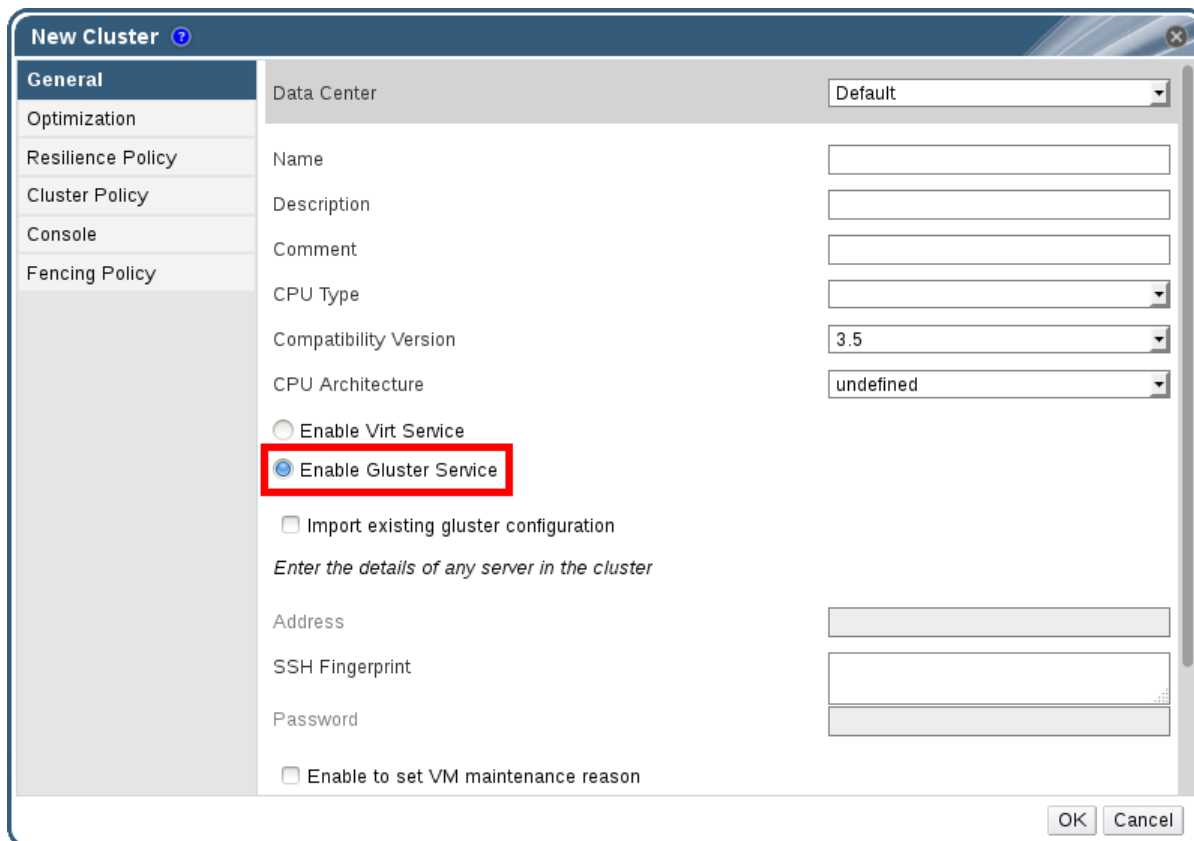 New Cluster ?
General
Optimization
Resilience Policy
Cluster Policy
Console
Fencing Policy
Data Center Default
Name
Description
Comment
CPU Type
Compatibility Version 3.5
CPU Architecture undefined
Enable Virt Service
Enable Gluster Service
Import existing gluster configuration
Enter the details of any server in the cluster
Address
SSH Fingerprint
Password
Enable to set VM maintenance reason
OK Cancel